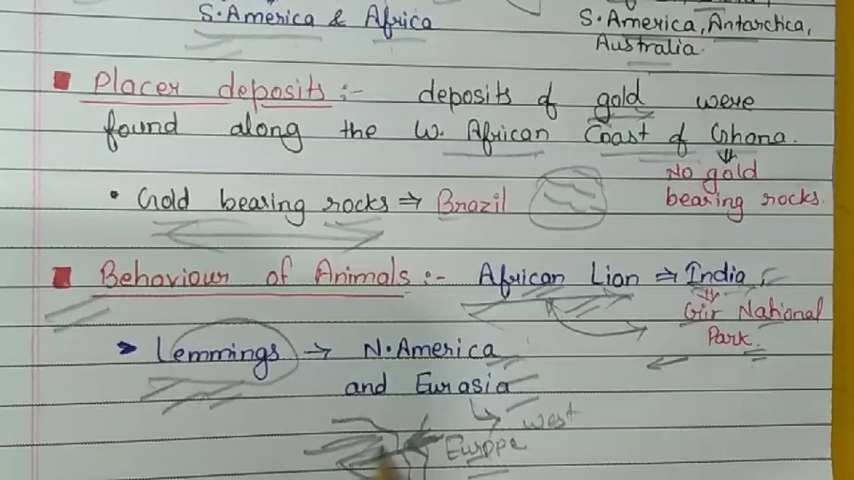 S.America & Africa
S.America, Antarctica,
Australia.
Placer deposits :- deposits of gold were
found along the W. African Coast of Ghana.
No gold
bearing rocks.
• Gold bearing rocks ⇒ Brazil
Behaviour of Animals :- African Lion ⇒ India,
Gir National
Park.
➤ Lemmings → N.America
and Eurasia
west
Europe